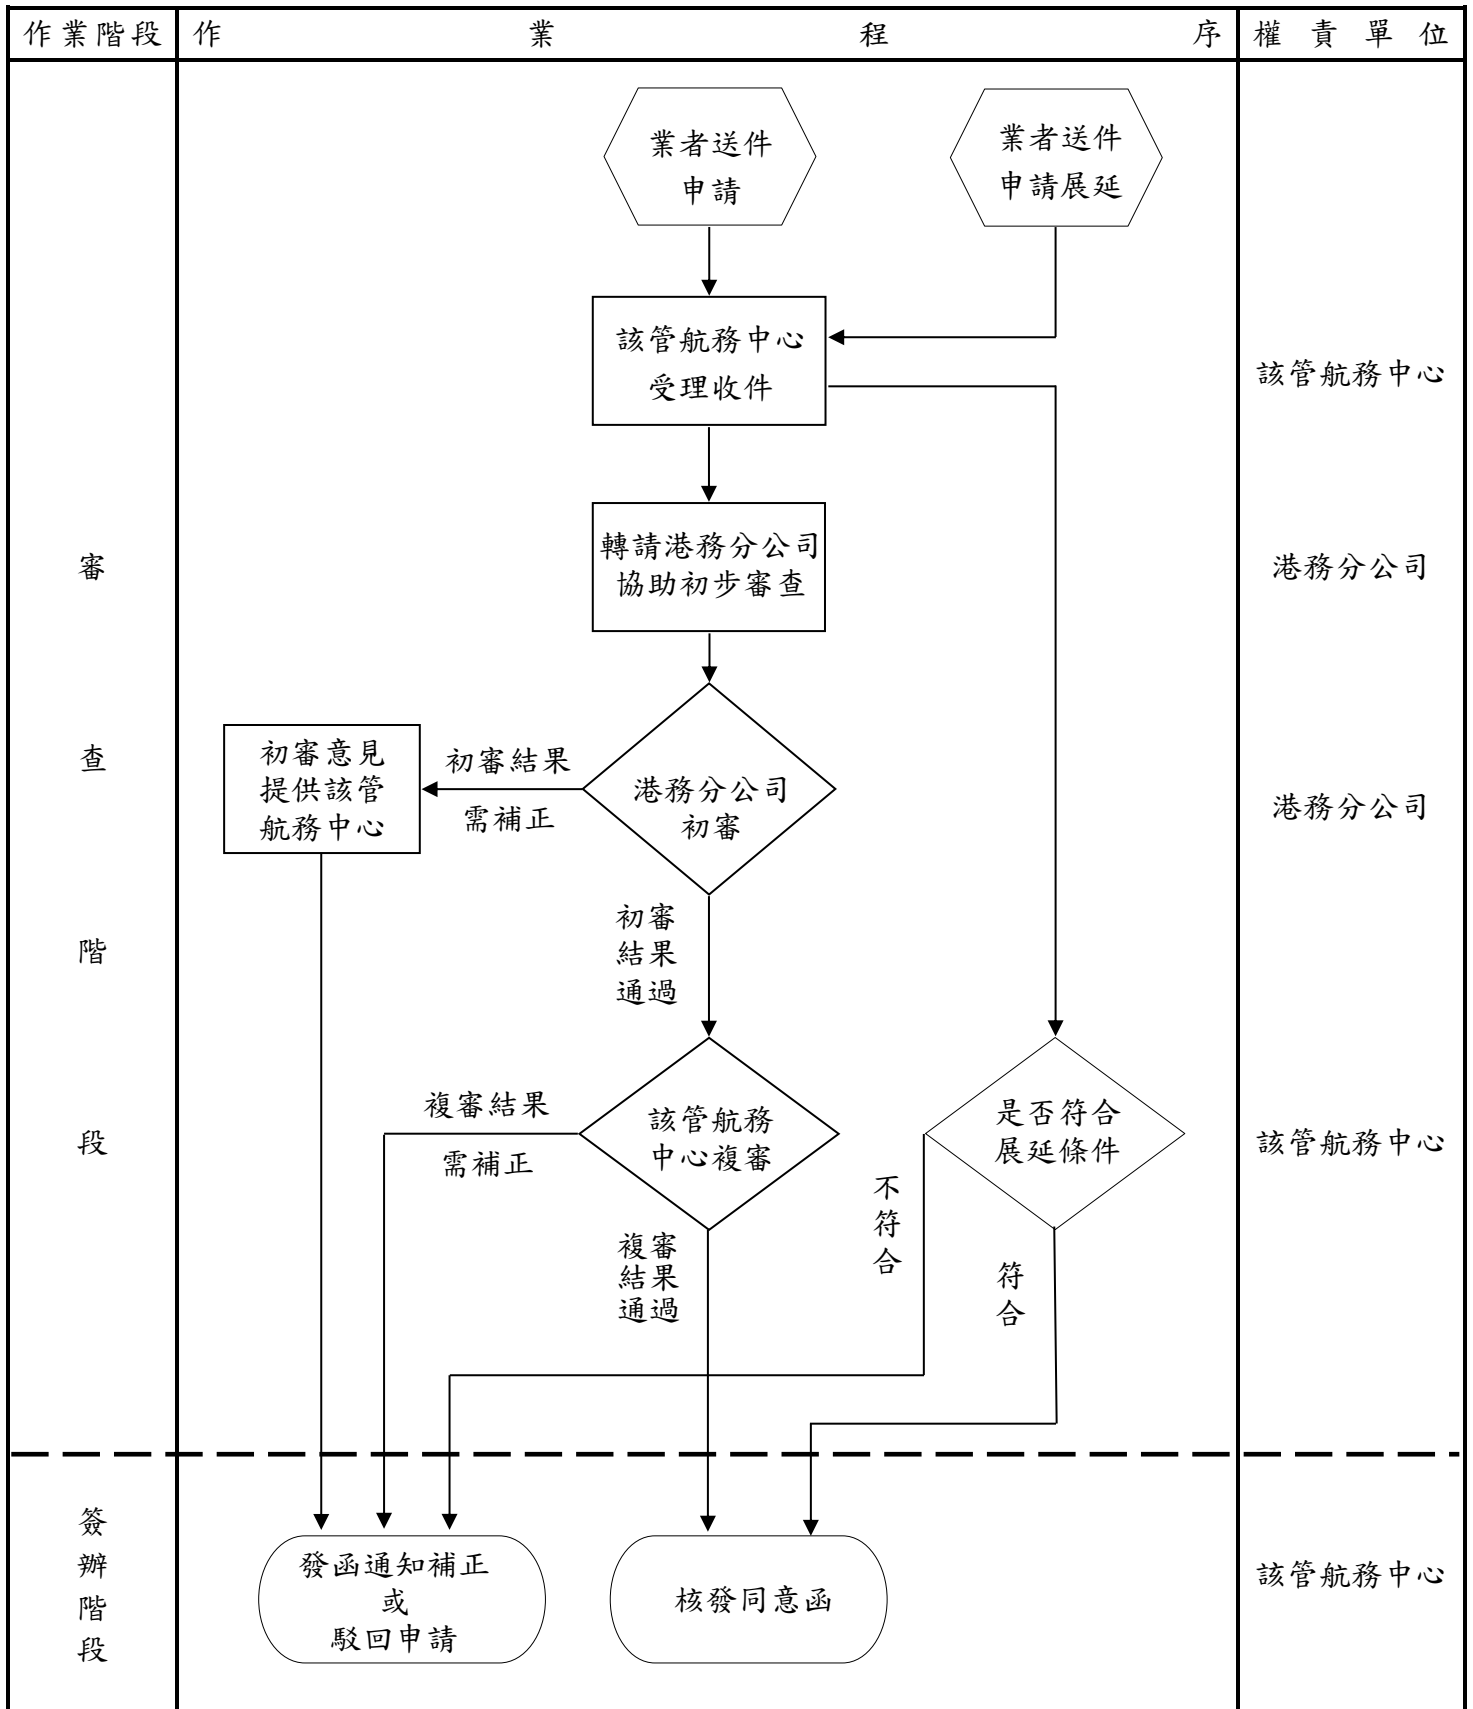 作業階段
作業程序
權責單位
業者送件
申請
業者送件
申請展延
該管航務中心
受理收件
該管航務中心
轉請港務分公司
協助初步審查
港務分公司
審
查
階
段
初審意見
提供該管
航務中心
初審結果
需補正
港務分公司
初審
港務分公司
初審
結果
通過
複審結果
需補正
該管航務
中心複審
是否符合
展延條件
該管航務中心
不
符
合
複審
結果
通過
符
合
簽
辦
階
段
發函通知補正
或
駁回申請
核發同意函
該管航務中心